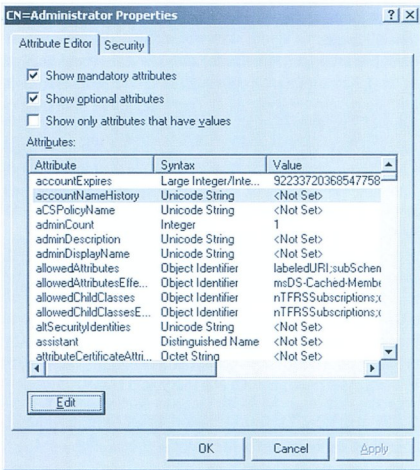 CN=Administrator Properties
Attribute Editor Security
Show mandatory attributes
Show optional attributes
Show only attributes that have values
Attributes:
Attribute Syntax Value
accountExpires Large Integer/Inte... 92233720368547758
accountNameHistory Unicode String <Not Set>
aCSPolicyName Unicode String <Not Set>
adminCount Integer 1
adminDescription Unicode String <Not Set>
adminDisplayName Unicode String <Not Set>
allowedAttributes Object Identifier labeledURI;subSchen
allowedAttributesEffe... Object Identifier msDS-Cached-Membe
allowedChildClasses Object Identifier nTFRSSubscriptions;c
allowedChildClassesE... Object Identifier nTFRSSubscriptions;c
altSecurityIdentities Unicode String <Not Set>
assistant Distinguished Name <Not Set>
attributeCertificateAttri... Octet String <Not Set>
Edit
OK Cancel Apply